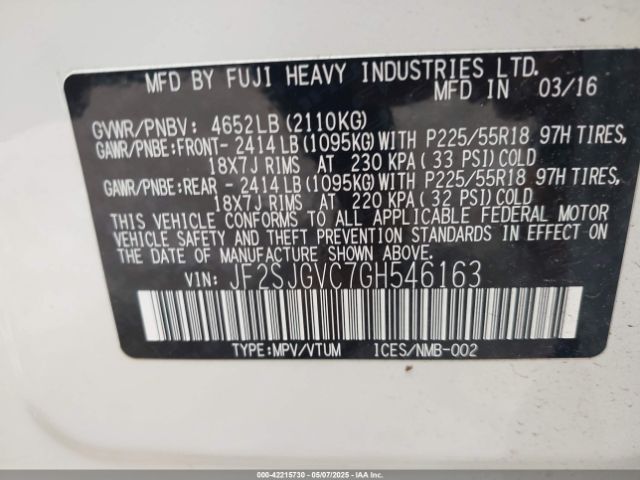 MFD BY FUJI HEAVY INDUSTRIES LTD.
MFD IN 03/16
GVWR/PNBV: 4652LB (2110KG)
GAWR/PNBE:FRONT- 2414 LB (1095KG) WITH P225/55R18 97H TIRES,
18X7J RIMS AT 230 KPA ( 33 PSI) COLD
GAWR/PNBE:REAR - 2414 LB (1095KG) WITH P225/55R18 97H TIRES,
18X7J RIMS AT 220 KPA ( 32 PSI) COLD
THIS VEHICLE CONFORMS TO ALL APPLICABLE FEDERAL MOTOR
VEHICLE SAFETY AND THEFT PREVENTION STANDARDS IN EFFECT ON
THE DATE OF MANUFACTURE SHOWN ABOVE.
VIN: JF2SJGVC7GH546163
TYPE:MPV/VTUM ICES/NMB-002
000-42215730 - 05/07/2025 - AC